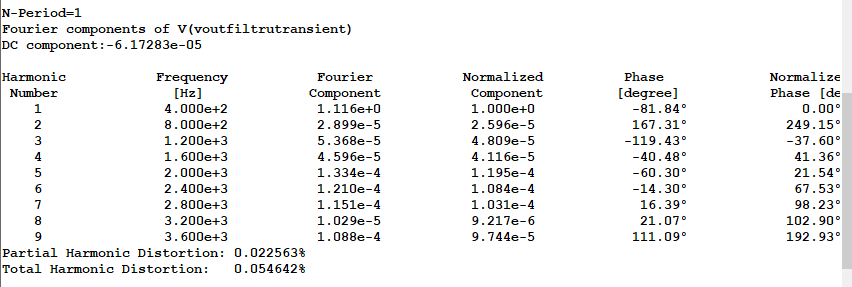 N-Period=1
Fourier components of V(voutfiltrutransient)
DC component:-6.17283e-05
Harmonic Frequency Fourier Normalized Phase Normalize
Number [Hz] Component Component [degree] Phase [de
1 4.000e+2 1.116e+0 1.000e+0 -81.84° 0.00°
2 8.000e+2 2.899e-5 2.596e-5 167.31° 249.15°
3 1.200e+3 5.368e-5 4.809e-5 -119.43° -37.60°
4 1.600e+3 4.596e-5 4.116e-5 -40.48° 41.36°
5 2.000e+3 1.334e-4 1.195e-4 -60.30° 21.54°
6 2.400e+3 1.210e-4 1.084e-4 -14.30° 67.53°
7 2.800e+3 1.151e-4 1.031e-4 16.39° 98.23°
8 3.200e+3 1.029e-5 9.217e-6 21.07° 102.90°
9 3.600e+3 1.088e-4 9.744e-5 111.09° 192.93°
Partial Harmonic Distortion: 0.022563%
Total Harmonic Distortion: 0.054642%